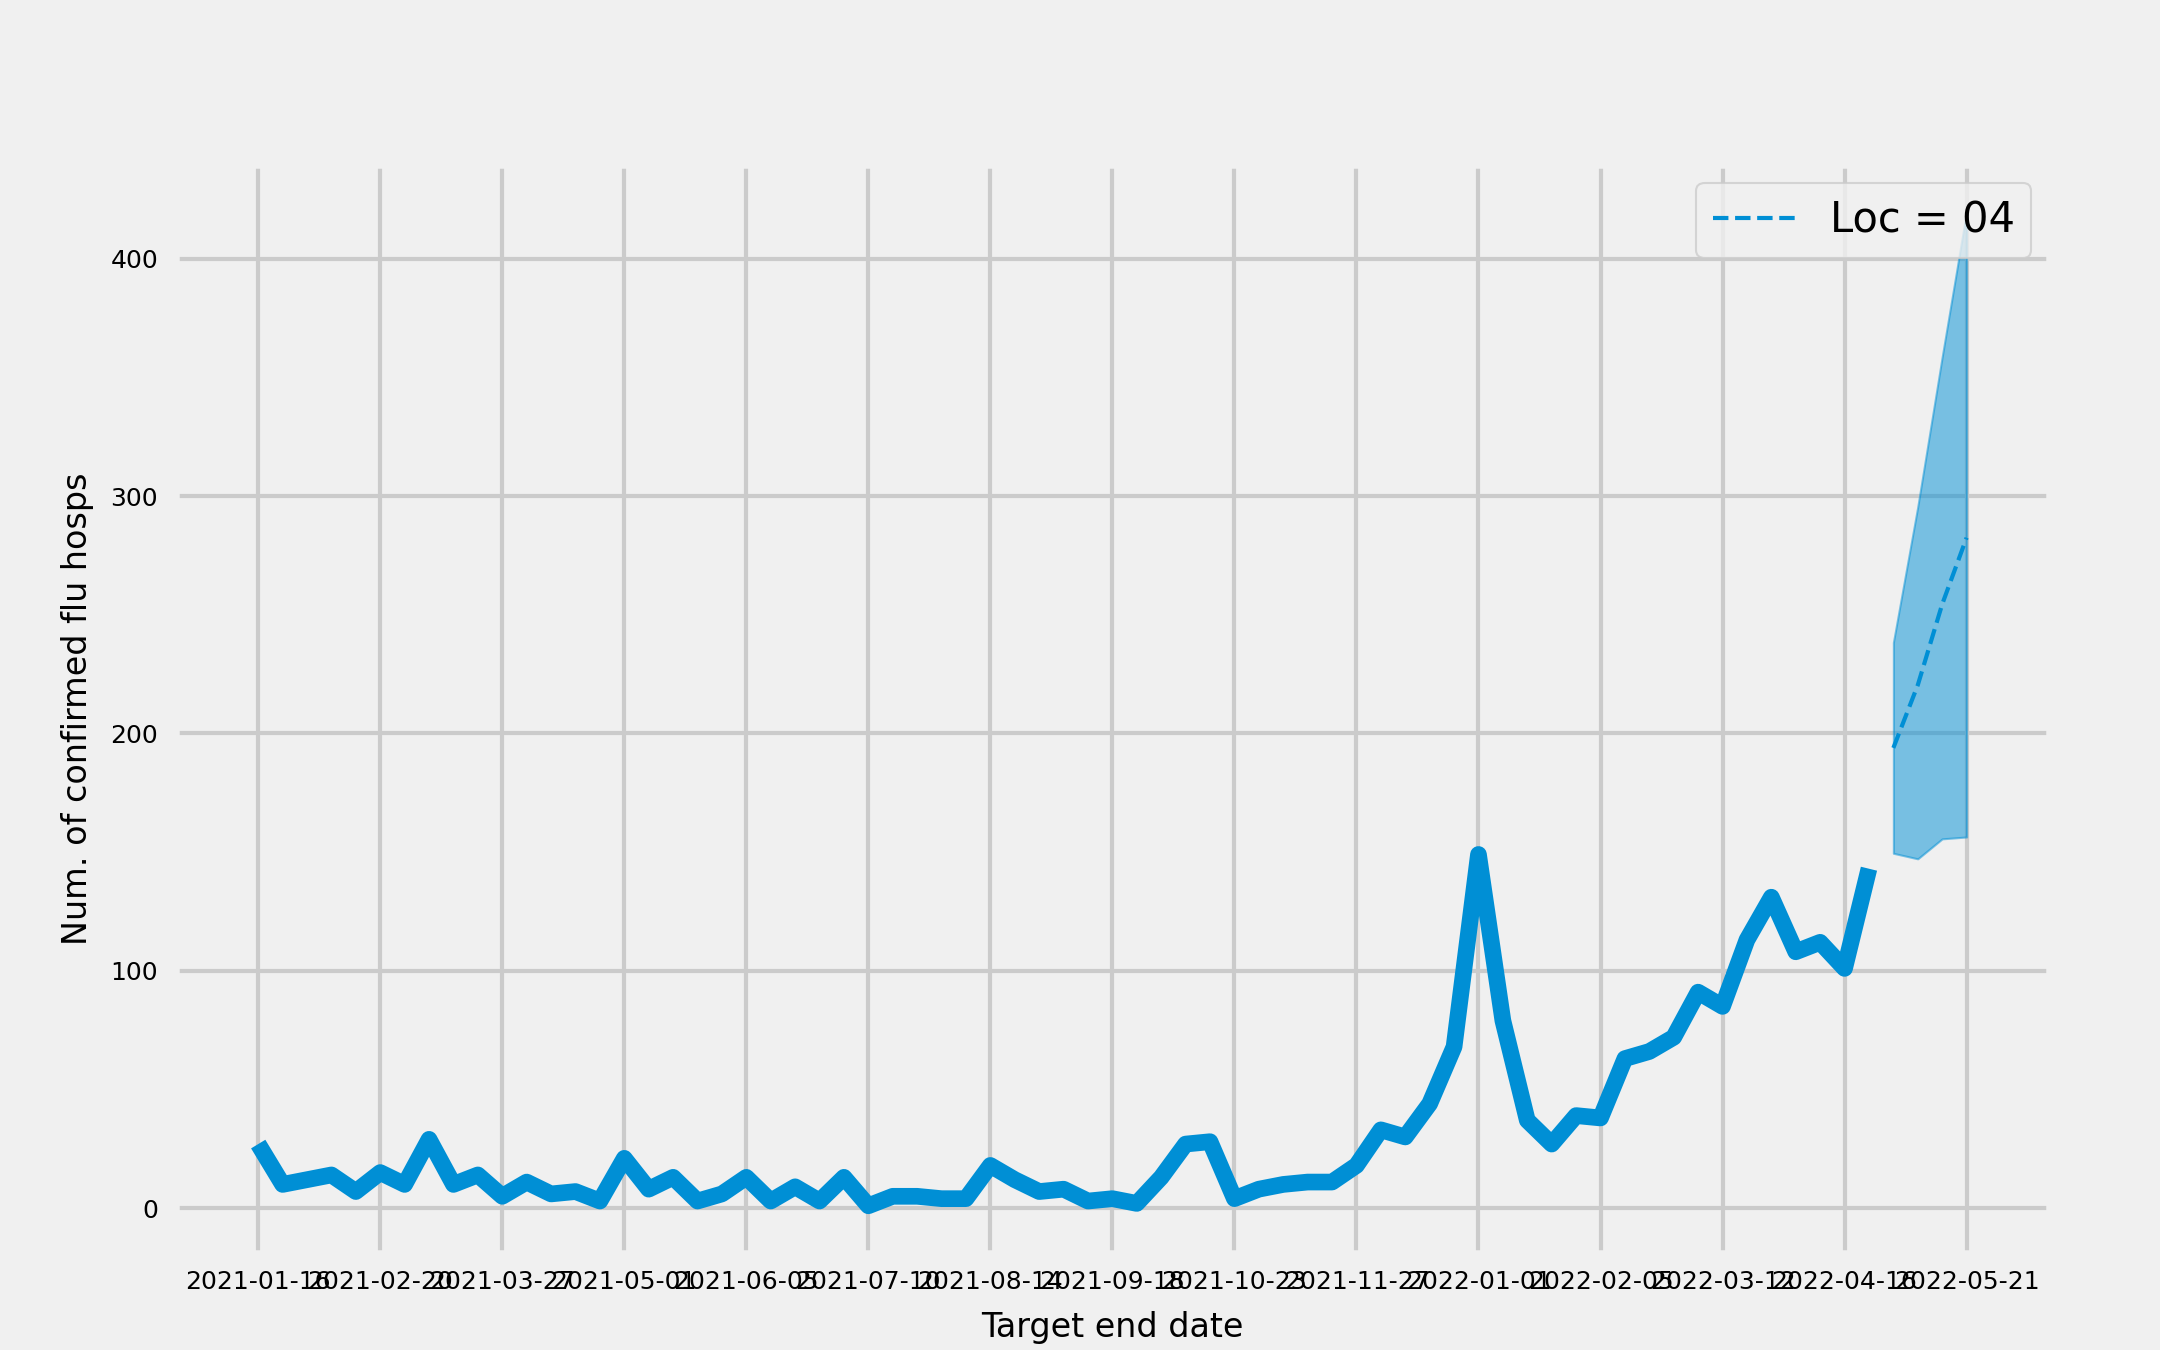 Loc = 04
400
300
200
100
0
Num. of confirmed flu hosps
2021-01-16 2021-02-20 2021-03-27 2021-05-01 2021-06-05 2021-07-10 2021-08-14 2021-09-18 2021-10-23 2021-11-27 2022-01-01 2022-02-05 2022-03-12 2022-04-16 2022-05-21
Target end date